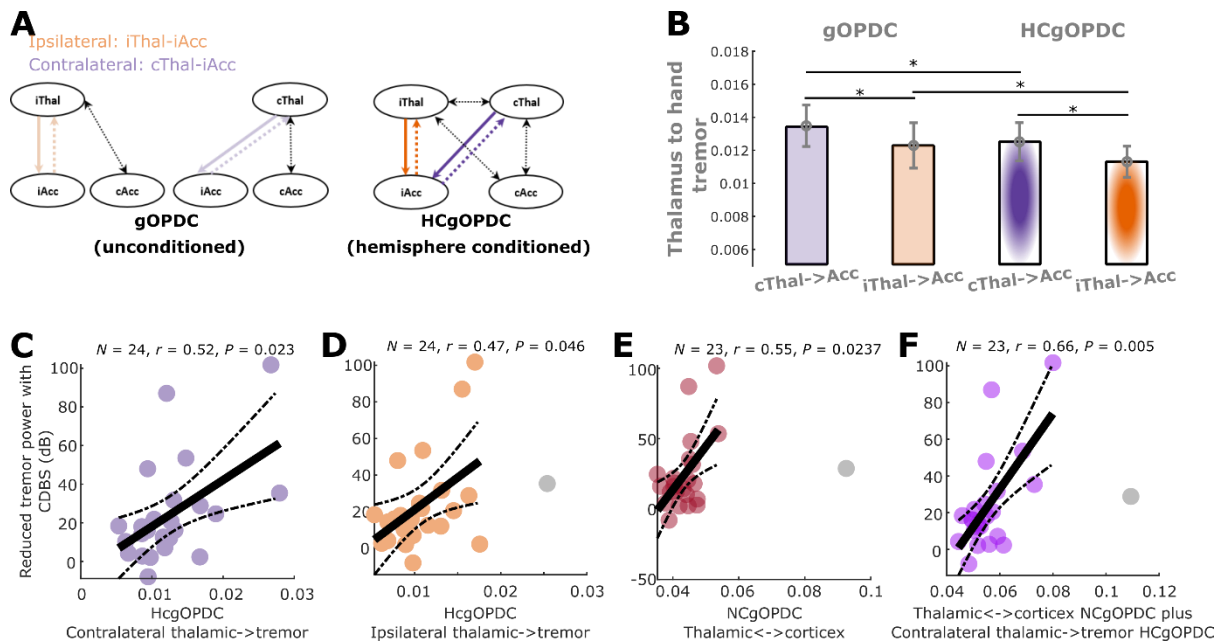 A
Ipsilateral: iThal-iAcc
Contralateral: cThal-iAcc
iThal
cThal
iAcc
cAcc
iAcc
cAcc
gOPDC
(unconditioned)
iThal
cThal
iAcc
cAcc
HCgOPDC
(hemisphere conditioned)
B
gOPDC
HCgOPDC
Thalamus to hand
tremor
0.018
0.016
0.014
0.012
0.01
0.008
0.006
*
*
*
*
cThal->Acc
iThal->Acc
cThal->Acc
iThal->Acc
C
N = 24, r = 0.52, P = 0.023
Reduced tremor power with
CDBS (dB)
100
80
60
40
20
0
0
0.01
0.02
0.03
HcgOPDC
Contralateral thalamic->tremor
D
N = 24, r = 0.47, P = 0.046
100
80
60
40
20
0
0.01
0.02
0.03
HcgOPDC
Ipsilateral thalamic->tremor
E
N = 23, r = 0.55, P = 0.0237
100
50
0
-50
0.04
0.06
0.08
0.1
NCgOPDC
Thalamic<->corticex
F
N = 23, r = 0.66, P = 0.005
100
80
60
40
20
0
0.04
0.06
0.08
0.10
0.12
Thalamic<->corticex NCgOPDC plus
Contralateral thalamic->tremor HCgOPDC